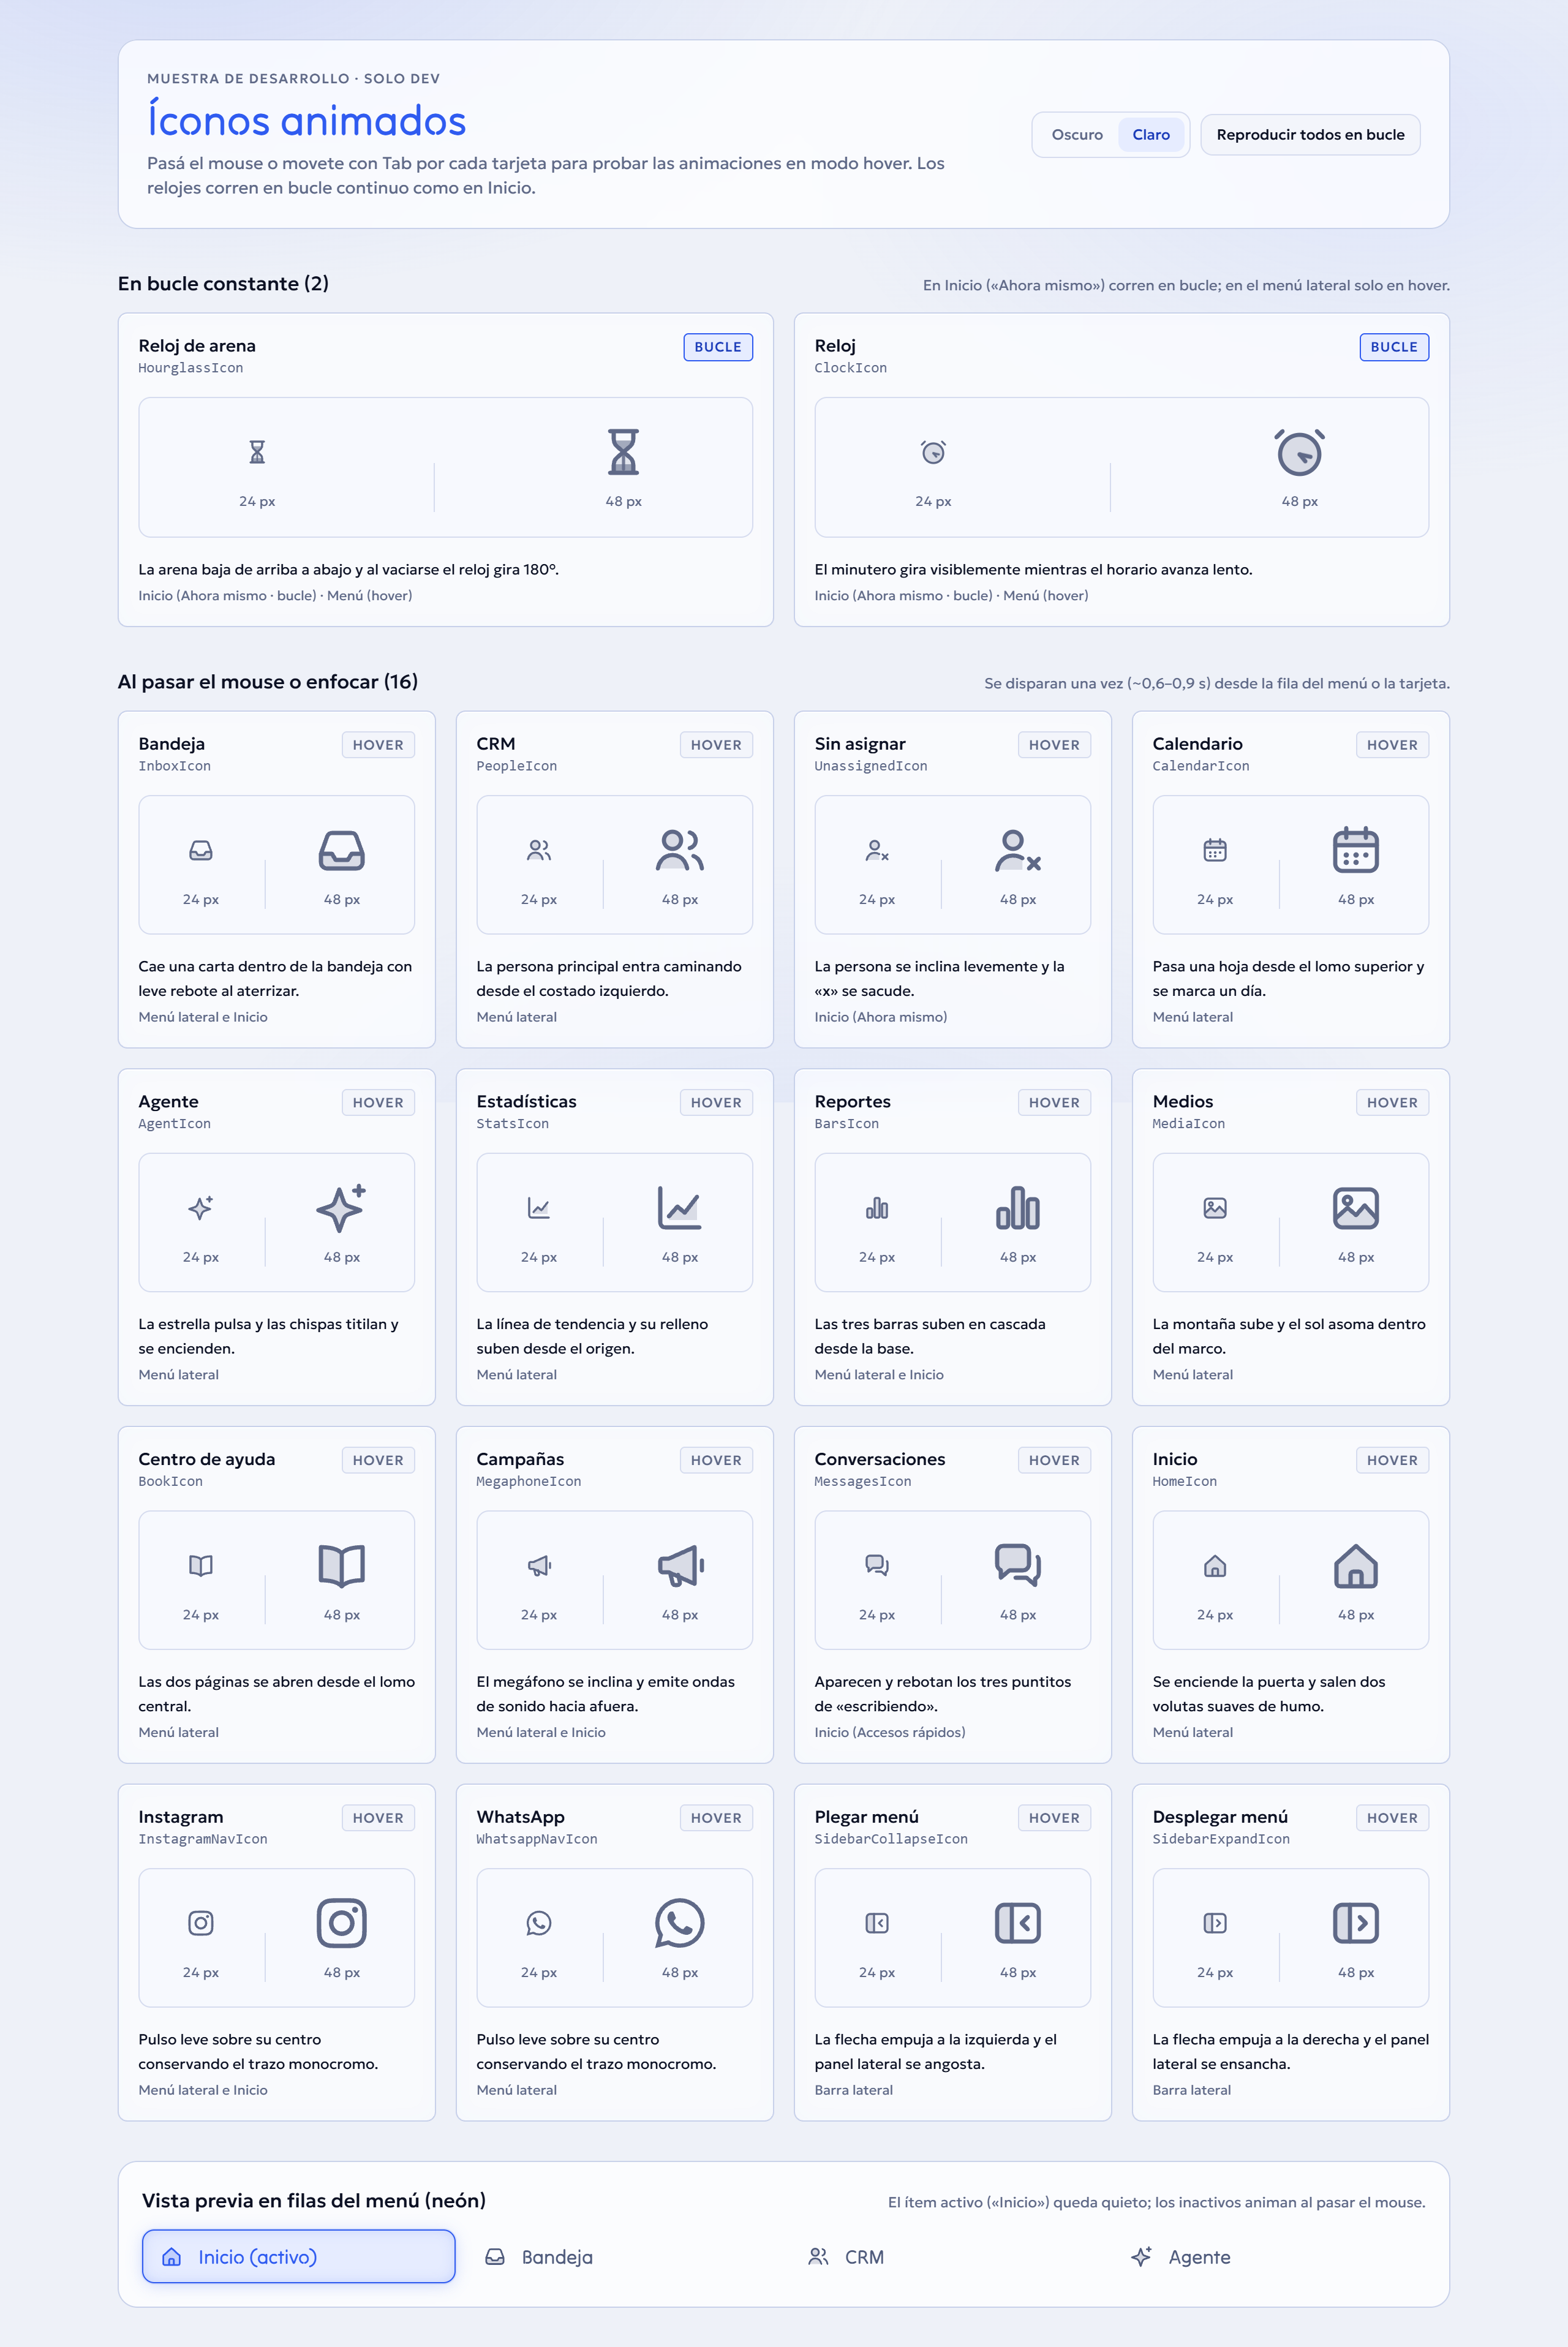 MUESTRA DE DESARROLLO · SOLO DEV
Íconos animados
Pasá el mouse o movete con Tab por cada tarjeta para probar las animaciones en modo hover. Los
relojes corren en bucle continuo como en Inicio.
Oscuro
Claro
Reproducir todos en bucle
En bucle constante (2)
En Inicio («Ahora mismo») corren en bucle; en el menú lateral solo en hover.
Reloj de arena
BUCLE
HourglassIcon
24 px
48 px
La arena baja de arriba a abajo y al vaciarse el reloj gira 180°.
Inicio (Ahora mismo · bucle) · Menú (hover)
Reloj
BUCLE
ClockIcon
24 px
48 px
El minutero gira visiblemente mientras el horario avanza lento.
Inicio (Ahora mismo · bucle) · Menú (hover)
Al pasar el mouse o enfocar (16)
Se disparan una vez (~0,6–0,9 s) desde la fila del menú o la tarjeta.
Bandeja
HOVER
InboxIcon
24 px
48 px
Cae una carta dentro de la bandeja con
leve rebote al aterrizar.
Menú lateral e Inicio
CRM
HOVER
PeopleIcon
24 px
48 px
La persona principal entra caminando
desde el costado izquierdo.
Menú lateral
Sin asignar
HOVER
UnassignedIcon
24 px
48 px
La persona se inclina levemente y la
«x» se sacude.
Inicio (Ahora mismo)
Calendario
HOVER
CalendarIcon
24 px
48 px
Pasa una hoja desde el lomo superior y
se marca un día.
Menú lateral
Agente
HOVER
AgentIcon
24 px
48 px
La estrella pulsa y las chispas titilan y
se encienden.
Menú lateral
Estadísticas
HOVER
StatsIcon
24 px
48 px
La línea de tendencia y su relleno
suben desde el origen.
Menú lateral
Reportes
HOVER
BarsIcon
24 px
48 px
Las tres barras suben en cascada
desde la base.
Menú lateral e Inicio
Medios
HOVER
MediaIcon
24 px
48 px
La montaña sube y el sol asoma dentro
del marco.
Menú lateral
Centro de ayuda
HOVER
BookIcon
24 px
48 px
Las dos páginas se abren desde el lomo
central.
Menú lateral
Campañas
HOVER
MegaphoneIcon
24 px
48 px
El megáfono se inclina y emite ondas
de sonido hacia afuera.
Menú lateral e Inicio
Conversaciones
HOVER
MessagesIcon
24 px
48 px
Aparecen y rebotan los tres puntitos
de «escribiendo».
Inicio (Accesos rápidos)
Inicio
HOVER
HomeIcon
24 px
48 px
Se enciende la puerta y salen dos
volutas suaves de humo.
Menú lateral
Instagram
HOVER
InstagramNavIcon
24 px
48 px
Pulso leve sobre su centro
conservando el trazo monocromo.
Menú lateral e Inicio
WhatsApp
HOVER
WhatsappNavIcon
24 px
48 px
Pulso leve sobre su centro
conservando el trazo monocromo.
Menú lateral
Plegar menú
HOVER
SidebarCollapseIcon
24 px
48 px
La flecha empuja a la izquierda y el
panel lateral se angosta.
Barra lateral
Desplegar menú
HOVER
SidebarExpandIcon
24 px
48 px
La flecha empuja a la derecha y el panel
lateral se ensancha.
Barra lateral
Vista previa en filas del menú (neón)
El ítem activo («Inicio») queda quieto; los inactivos animan al pasar el mouse.
Inicio (activo)
Bandeja
CRM
Agente